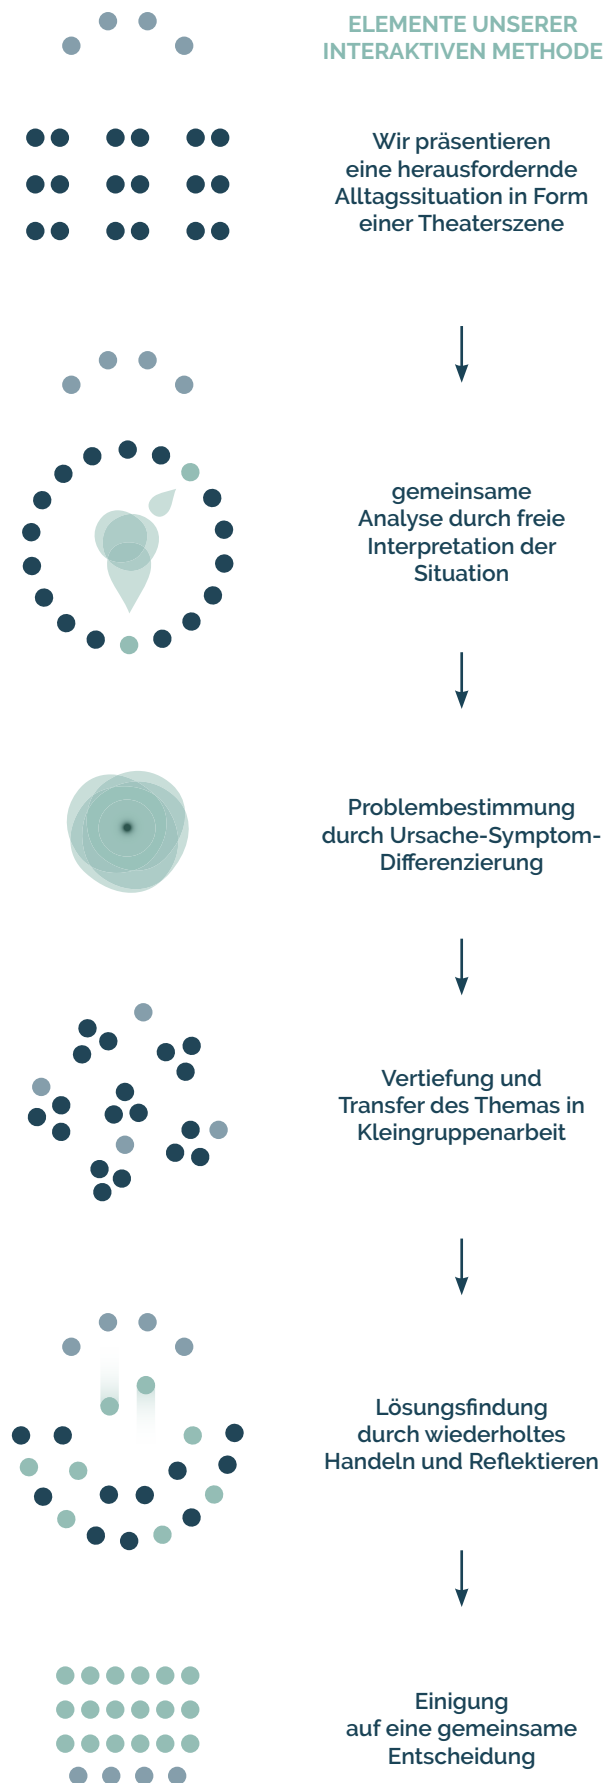 ELEMENTE UNSERER
INTERAKTIVEN METHODE
Wir präsentieren
eine herausfordernde
Alltagssituation in Form
einer Theaterszene
gemeinsame
Analyse durch freie
Interpretation der
Situation
Problembestimmung
durch Ursache-Symptom-
Differenzierung
Vertiefung und
Transfer des Themas in
Kleingruppenarbeit
Lösungsfindung
durch wiederholtes
Handeln und Reflektieren
Einigung
auf eine gemeinsame
Entscheidung